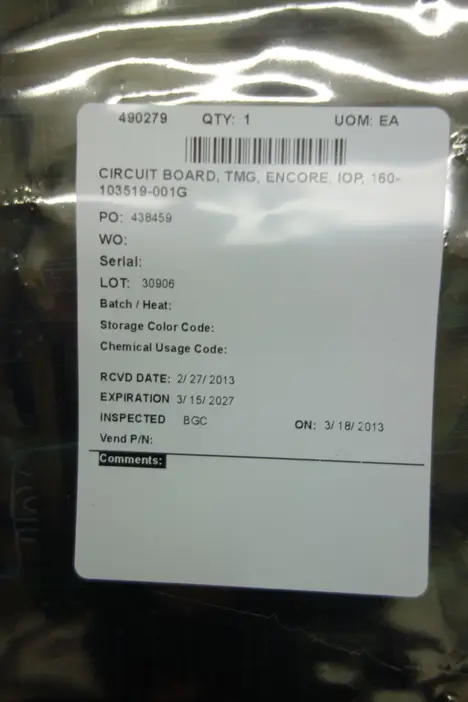 490279 QTY: 1 UOM: EA
CIRCUIT BOARD, TMG, ENCORE, IOP, 160-
103519-001G
PO: 438459
WO:
Serial:
LOT: 30906
Batch / Heat:
Storage Color Code:
Chemical Usage Code:
RCVD DATE: 2/27/2013
EXPIRATION 3/15/2027
INSPECTED BGC ON: 3/18/2013
Vend P/N:
Comments: